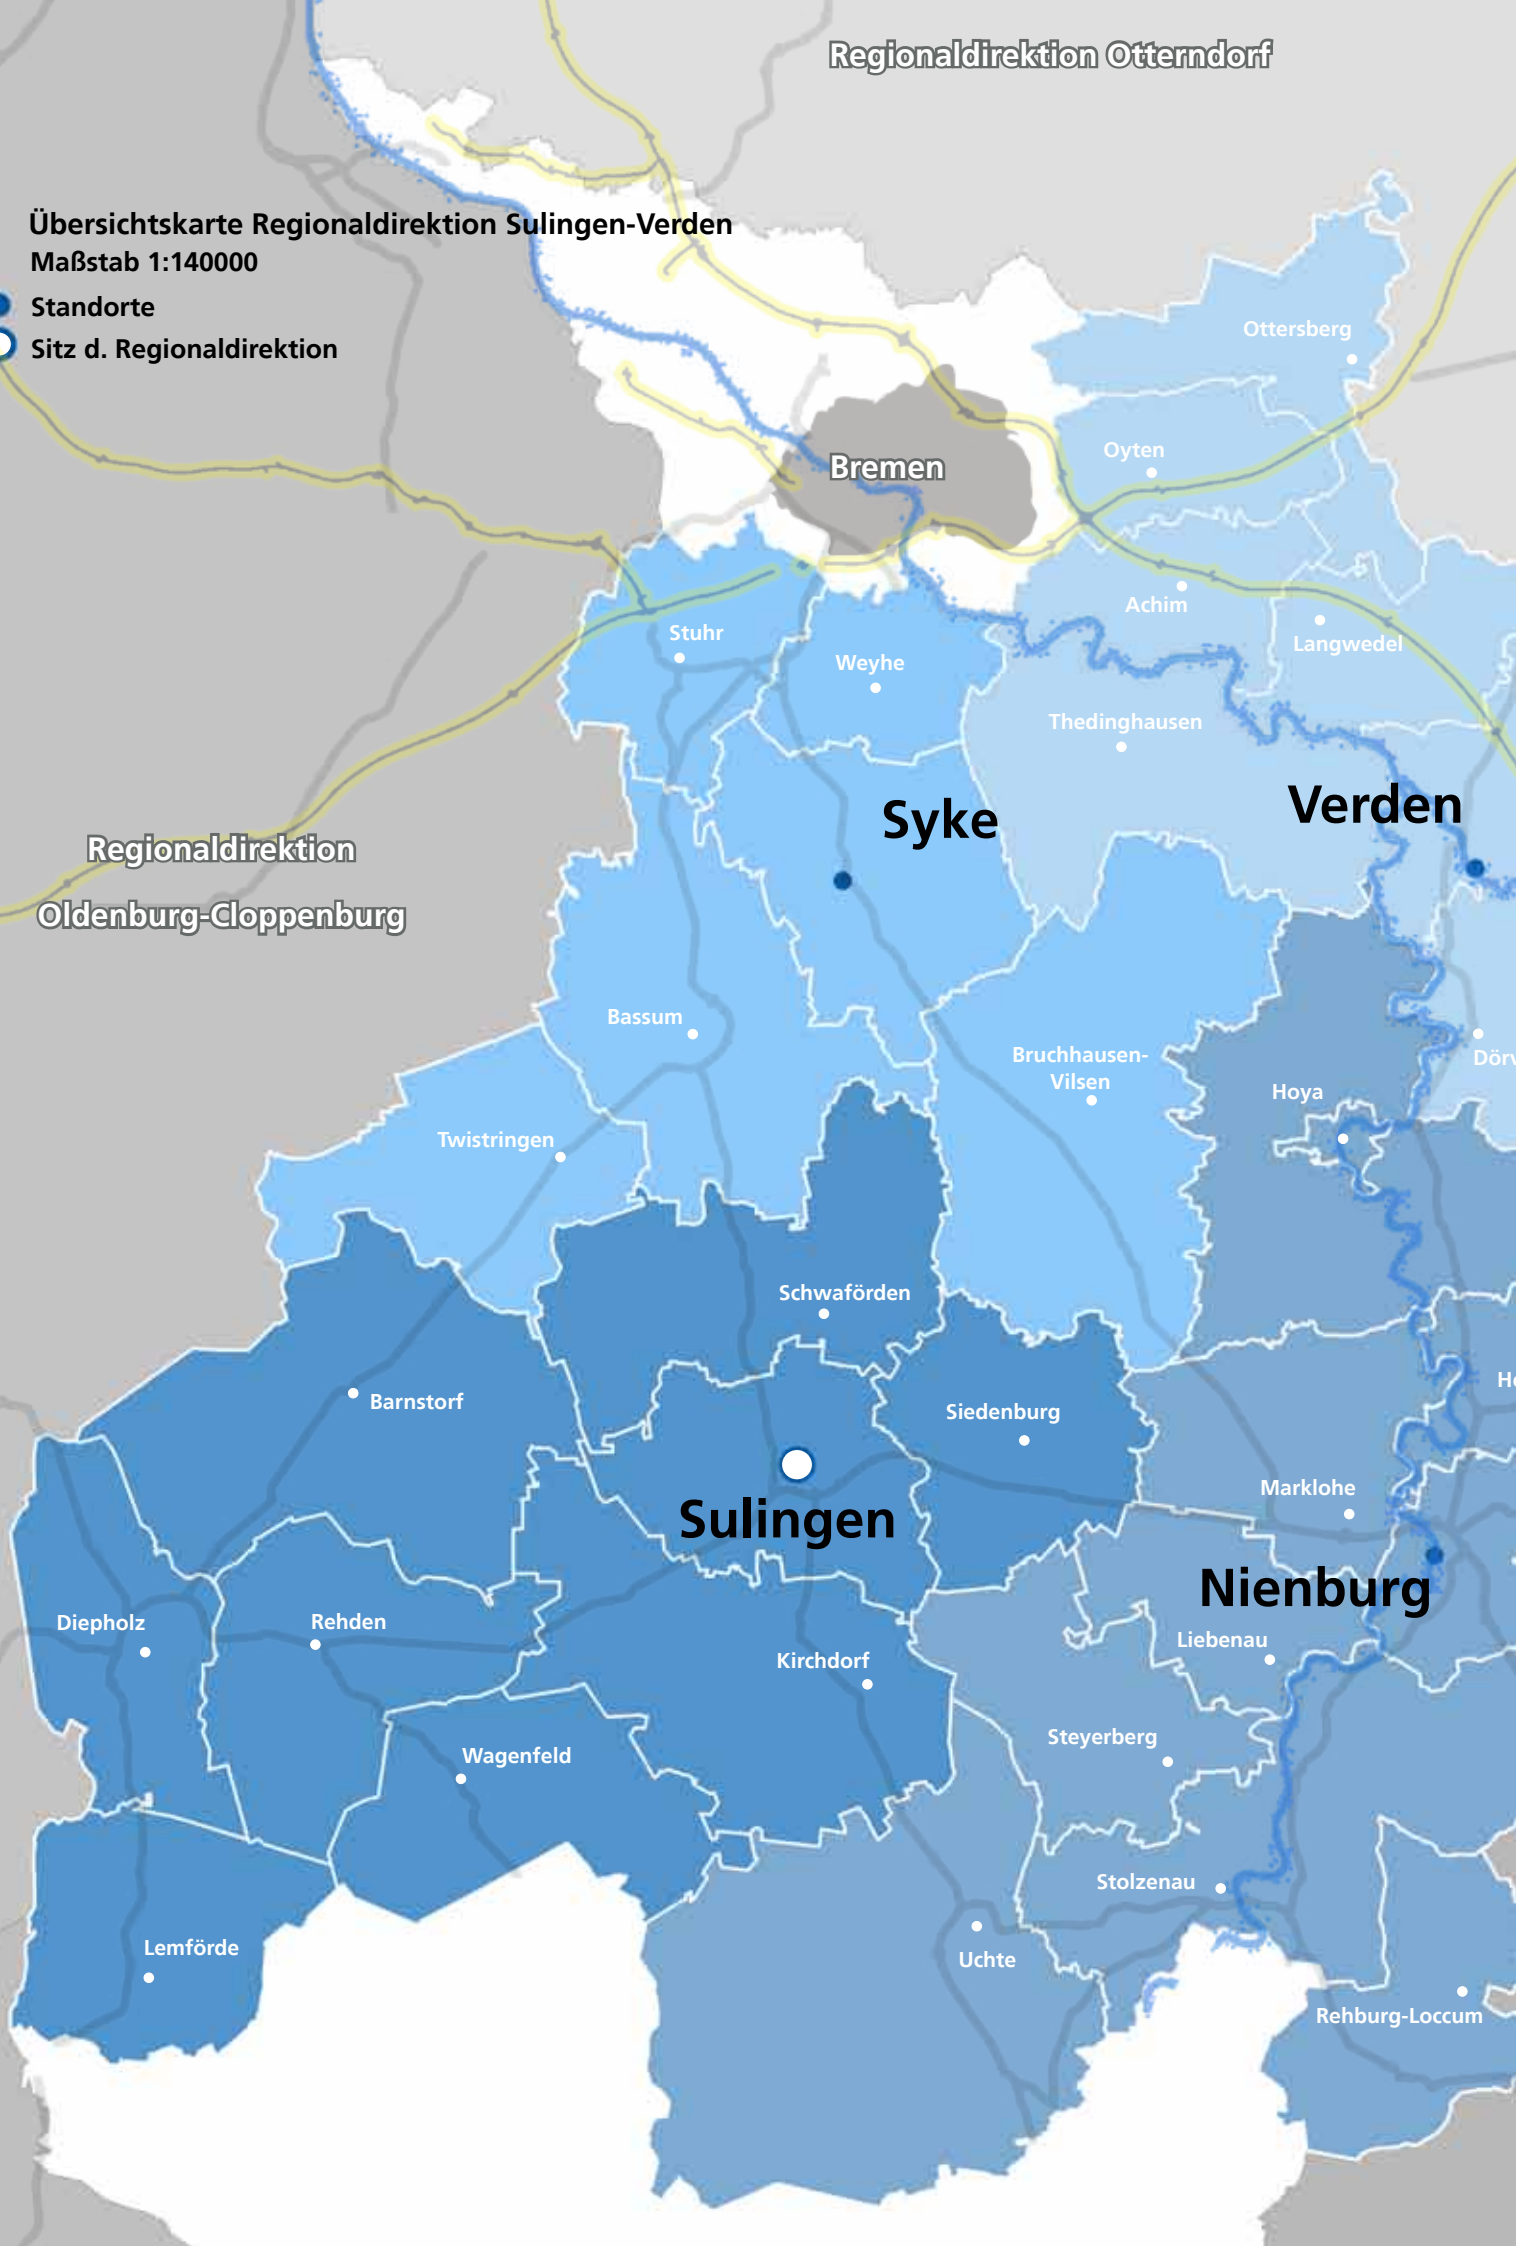 Regionaldirektion Otterndorf
Übersichtskarte Regionaldirektion Sulingen-Verden
Maßstab 1:140000
Standorte
Sitz d. Regionaldirektion
Ottersberg
Oyten
Bremen
Achim
Langwedel
Stuhr
Weyhe
Thedinghausen
Syke
Verden
Regionaldirektion
Oldenburg-Cloppenburg
Bassum
Bruchhausen-
Vilsen
Dörv
Hoya
Twistringen
Schwaförden
Barnstorf
Siedenburg
H
Marklohe
Sulingen
Nienburg
Diepholz
Rehden
Liebenau
Kirchdorf
Steyerberg
Wagenfeld
Stolzenau
Lemförde
Uchte
Rehburg-Loccum